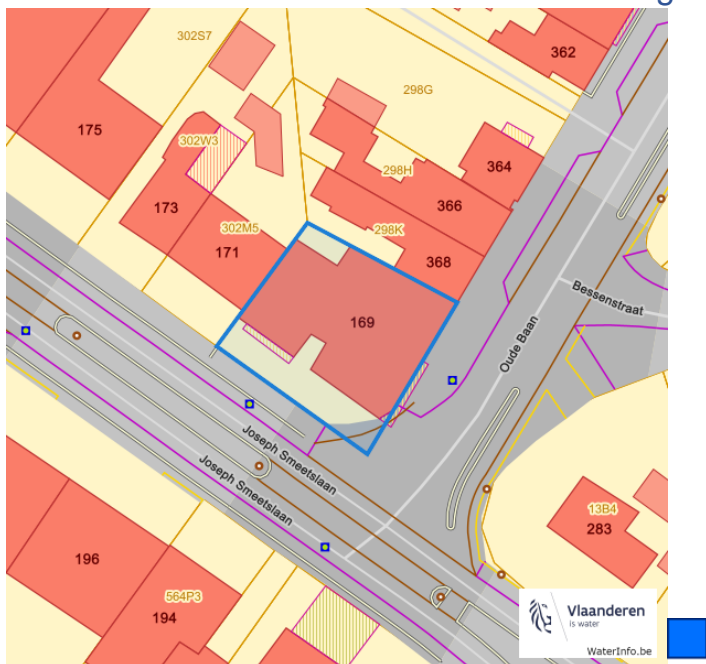 302S7
362
298G
175
302W3
364
298H
173
366
302M5
298K
171
368
Bessenstraat
169
Oude Baan
Joseph Smeetslaan
Joseph Smeetslaan
13B4
283
196
564P3
194
Vlaanderen
is water
WaterInfo.be